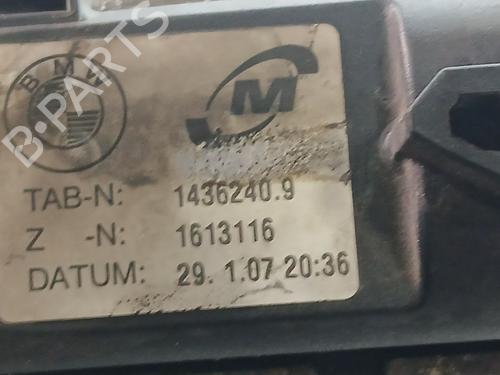 BMW
M
B-PARTS
TAB-N: 1436240.9
Z -N: 1613116
DATUM: 29. 1.07 20:36